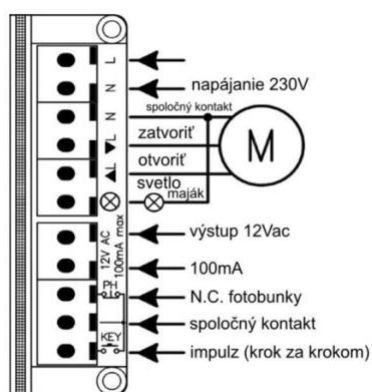 L
N napájanie 230V
N spoločný kontakt
▼L zatvoriť
▲L otvoriť
svetlo
maják
M
12V AC
100mA max
výstup 12Vac
100mA
PH N.C. fotobunky
spoločný kontakt
KEY impulz (krok za krokom)